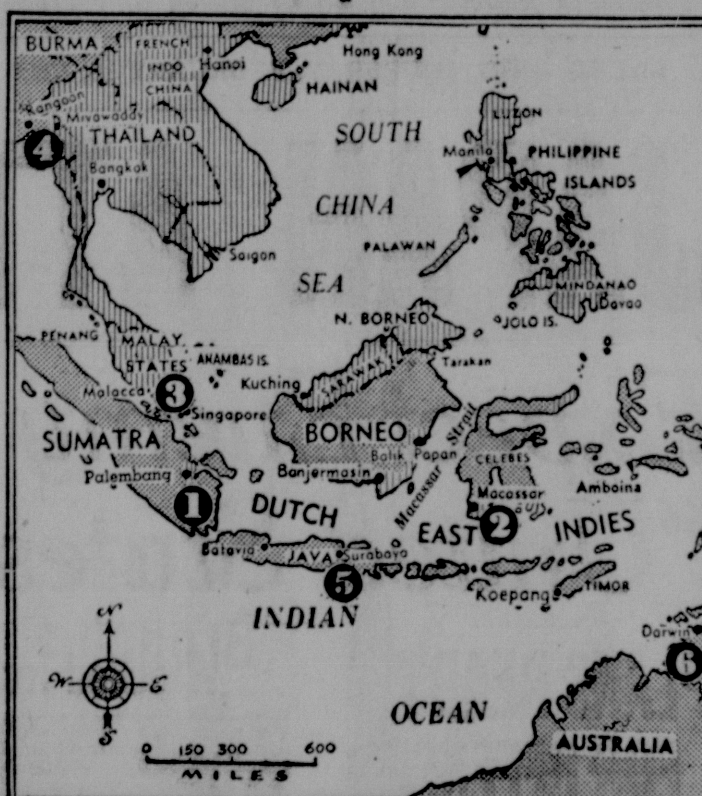 BURMA
FRENCH
INDO
CHINA
Hanoi
Hong Kong
HAINAN
Rangoon
Miyawaddy
THAILAND
4
Bangkok
SOUTH
CHINA
SEA
LUZON
Manila
PHILIPPINE
ISLANDS
PALAWAN
Saigon
MINDANAO
Davao
JOLO IS.
N. BORNEO
PENANG
MALAY
STATES
ANAMBAS IS.
Tarakan
Malacca
3
Singapore
Kuching
SARAWAK
SUMATRA
BORNEO
Balik Papan
Macassar Strait
CELEBES
Palembang
Banjermasin
Macassar
Amboina
1
DUTCH
EAST
2
INDIES
Batavia
JAVA
Surabaya
5
Koepang
TIMOR
INDIAN
OCEAN
Darwin
6
AUSTRALIA
N
W
E
S
0 150 300 600
MILES